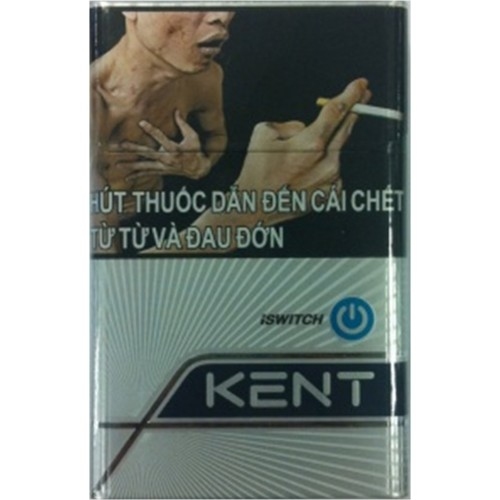 HÚT THUỐC DẪN ĐẾN CÁI CHẾT
TỪ TỪ VÀ ĐAU ĐỚN
iSWITCH
KENT